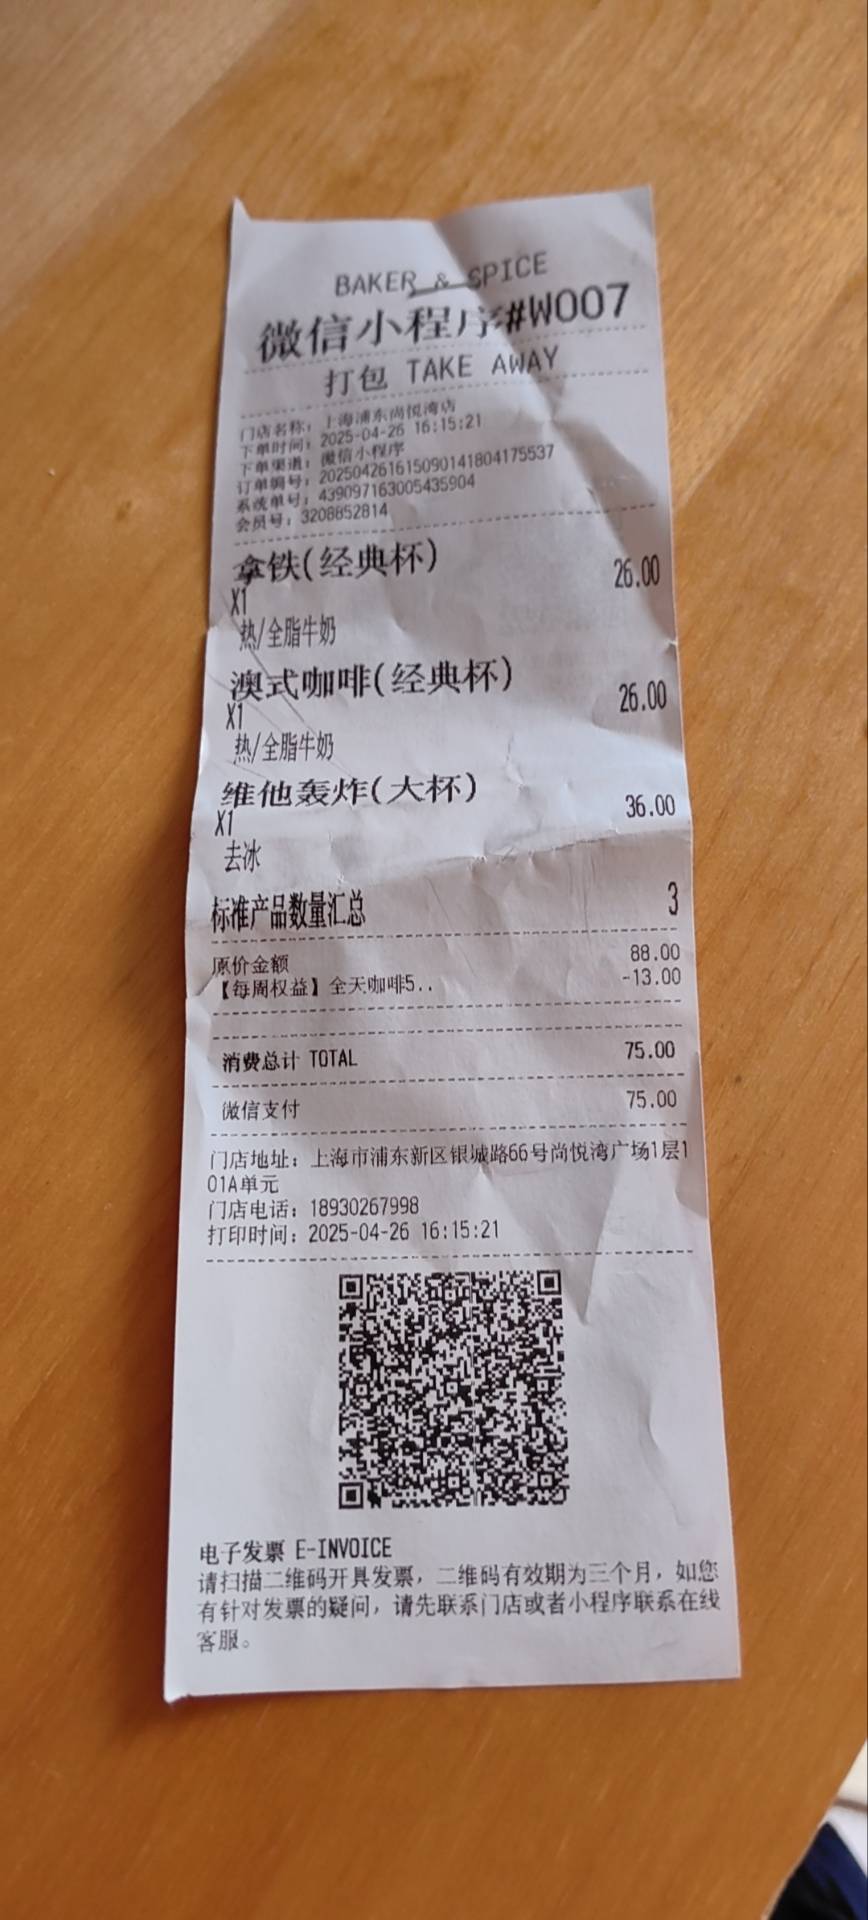 BAKER & SPICE
微信小程序#W007
打包 TAKE AWAY
门店名称: 上海浦东尚悦湾店
下单时间: 2025-04-26 16:15:21
下单渠道: 微信小程序
订单编号: 20250426161509014180417​5537
系统单号: 439097163005435904
会员号: 3208852814
拿铁(经典杯) 26.00
X1
热/全脂牛奶
澳式咖啡(经典杯) 26.00
X1
热/全脂牛奶
维他轰炸(大杯) 36.00
X1
去冰
标准产品数量汇总 3
原价金额 88.00
【每周权益】全天咖啡5.. -13.00
消费总计 TOTAL 75.00
微信支付 75.00
门店地址: 上海市浦东新区银城路66号尚悦湾广场1层1
01A单元
门店电话: 18930267998
打印时间: 2025-04-26 16:15:21
电子发票 E-INVOICE
请扫描二维码开具发票, 二维码有效期为三个月, 如您
有针对发票的疑问, 请先联系门店或者小程序联系在线
客服。